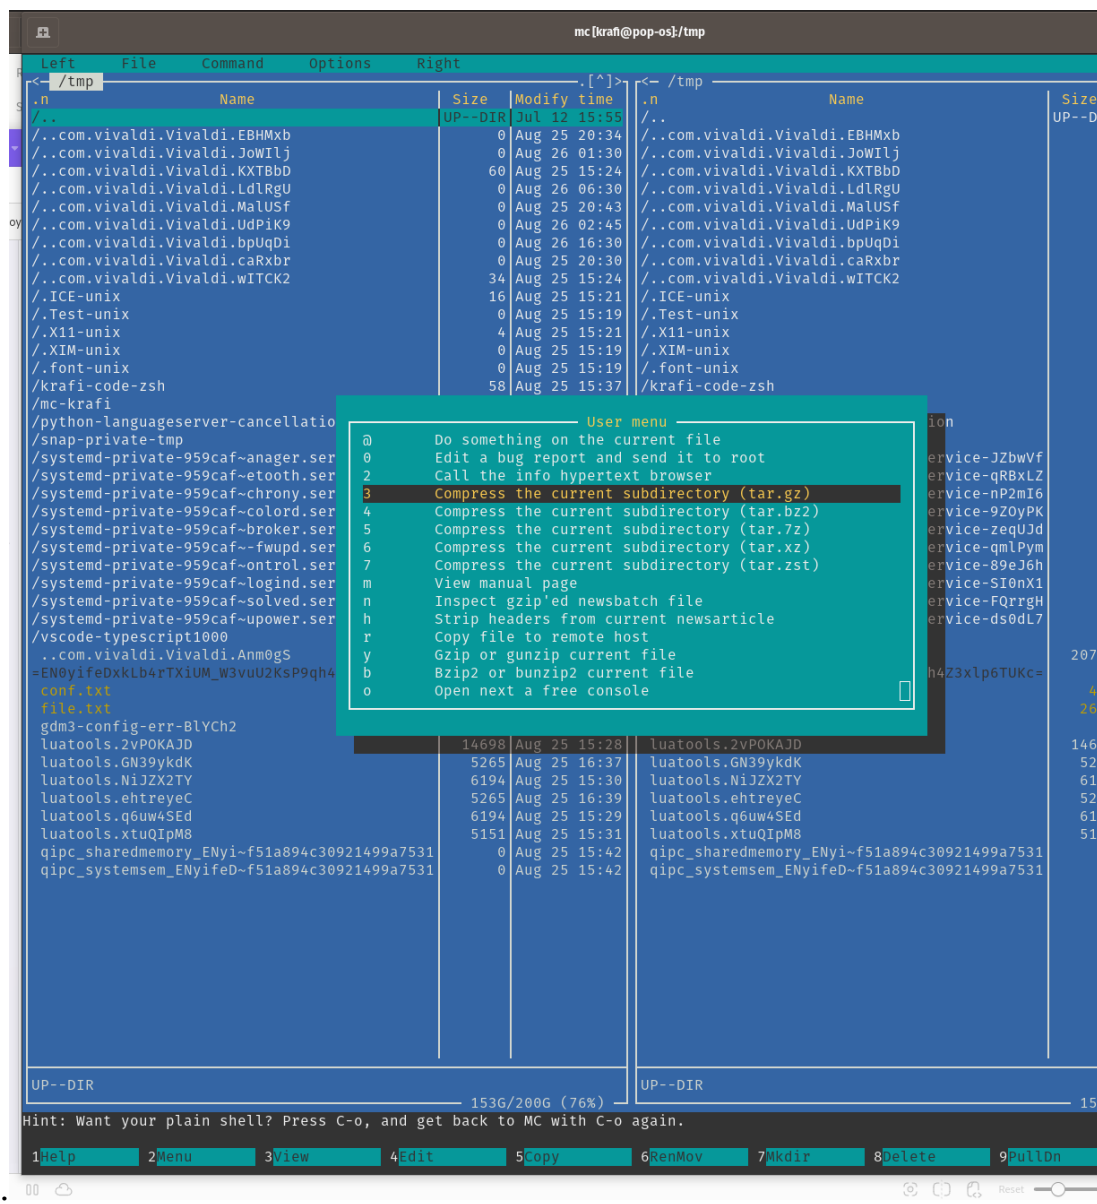 mc [krafi@pop-os]:/tmp
Left File Command Options Right
<— /tmp .[^]>
.n Name Size Modify time
/.. UP--DIR Jul 12 15:55
/..com.vivaldi.Vivaldi.EBHMxb 0 Aug 25 20:34
/..com.vivaldi.Vivaldi.JoWIlj 0 Aug 26 01:30
/..com.vivaldi.Vivaldi.KXTBbD 60 Aug 25 15:24
/..com.vivaldi.Vivaldi.LdlRgU 0 Aug 26 06:30
/..com.vivaldi.Vivaldi.MalUSf 0 Aug 25 20:43
/..com.vivaldi.Vivaldi.UdPiK9 0 Aug 26 02:45
/..com.vivaldi.Vivaldi.bpUqDi 0 Aug 26 16:30
/..com.vivaldi.Vivaldi.caRxbr 0 Aug 25 20:30
/..com.vivaldi.Vivaldi.wITCK2 34 Aug 25 15:24
/.ICE-unix 16 Aug 25 15:21
/.Test-unix 0 Aug 25 15:19
/.X11-unix 4 Aug 25 15:21
/.XIM-unix 0 Aug 25 15:19
/.font-unix 0 Aug 25 15:19
/krafi-code-zsh 58 Aug 25 15:37
/mc-krafi
/python-languageserver-cancellatio
/snap-private-tmp
/systemd-private-959caf~anager.ser
/systemd-private-959caf~etooth.ser
/systemd-private-959caf~chrony.ser
/systemd-private-959caf~colord.ser
/systemd-private-959caf~broker.ser
/systemd-private-959caf~-fwupd.ser
/systemd-private-959caf~ontrol.ser
/systemd-private-959caf~logind.ser
/systemd-private-959caf~solved.ser
/systemd-private-959caf~upower.ser
/vscode-typescript1000
..com.vivaldi.Vivaldi.Anm0gS
=EN0yifeDxkLb4rTXiUM_W3vuU2KsP9qh4
conf.txt
file.txt
gdm3-config-err-BlYCh2
luatools.2vPOKAJD 14698 Aug 25 15:28
luatools.GN39ykdK 5265 Aug 25 16:37
luatools.NiJZX2TY 6194 Aug 25 15:30
luatools.ehtreyeC 5265 Aug 25 16:39
luatools.q6uw4SEd 6194 Aug 25 15:29
luatools.xtuQIpM8 5151 Aug 25 15:31
qipc_sharedmemory_ENyi~f51a894c30921499a7531 0 Aug 25 15:42
qipc_systemsem_ENyifeD~f51a894c30921499a7531 0 Aug 25 15:42
UP--DIR
153G/200G (76%)
<— /tmp
.n Name Size
/.. UP--D
/..com.vivaldi.Vivaldi.EBHMxb
/..com.vivaldi.Vivaldi.JoWIlj
/..com.vivaldi.Vivaldi.KXTBbD
/..com.vivaldi.Vivaldi.LdlRgU
/..com.vivaldi.Vivaldi.MalUSf
/..com.vivaldi.Vivaldi.UdPiK9
/..com.vivaldi.Vivaldi.bpUqDi
/..com.vivaldi.Vivaldi.caRxbr
/..com.vivaldi.Vivaldi.wITCK2
/.ICE-unix
/.Test-unix
/.X11-unix
/.XIM-unix
/.font-unix
/krafi-code-zsh
ion
ervice-JZbwVf
ervice-qRBxLZ
ervice-nP2mI6
ervice-9ZOyPK
ervice-zeqUJd
ervice-qmlPym
ervice-89eJ6h
ervice-SI0nX1
ervice-FQrrgH
ervice-ds0dL7
207
h4Z3xlp6TUKc=
4
26
luatools.2vPOKAJD 146
luatools.GN39ykdK 52
luatools.NiJZX2TY 61
luatools.ehtreyeC 52
luatools.q6uw4SEd 61
luatools.xtuQIpM8 51
qipc_sharedmemory_ENyi~f51a894c30921499a7531
qipc_systemsem_ENyifeD~f51a894c30921499a7531
UP--DIR
15
User menu
@ Do something on the current file
0 Edit a bug report and send it to root
2 Call the info hypertext browser
3 Compress the current subdirectory (tar.gz)
4 Compress the current subdirectory (tar.bz2)
5 Compress the current subdirectory (tar.7z)
6 Compress the current subdirectory (tar.xz)
7 Compress the current subdirectory (tar.zst)
m View manual page
n Inspect gzip'ed newsbatch file
h Strip headers from current newsarticle
r Copy file to remote host
y Gzip or gunzip current file
b Bzip2 or bunzip2 current file
o Open next a free console
Hint: Want your plain shell? Press C-o, and get back to MC with C-o again.
1Help 2Menu 3View 4Edit 5Copy 6RenMov 7Mkdir 8Delete 9PullDn
Reset